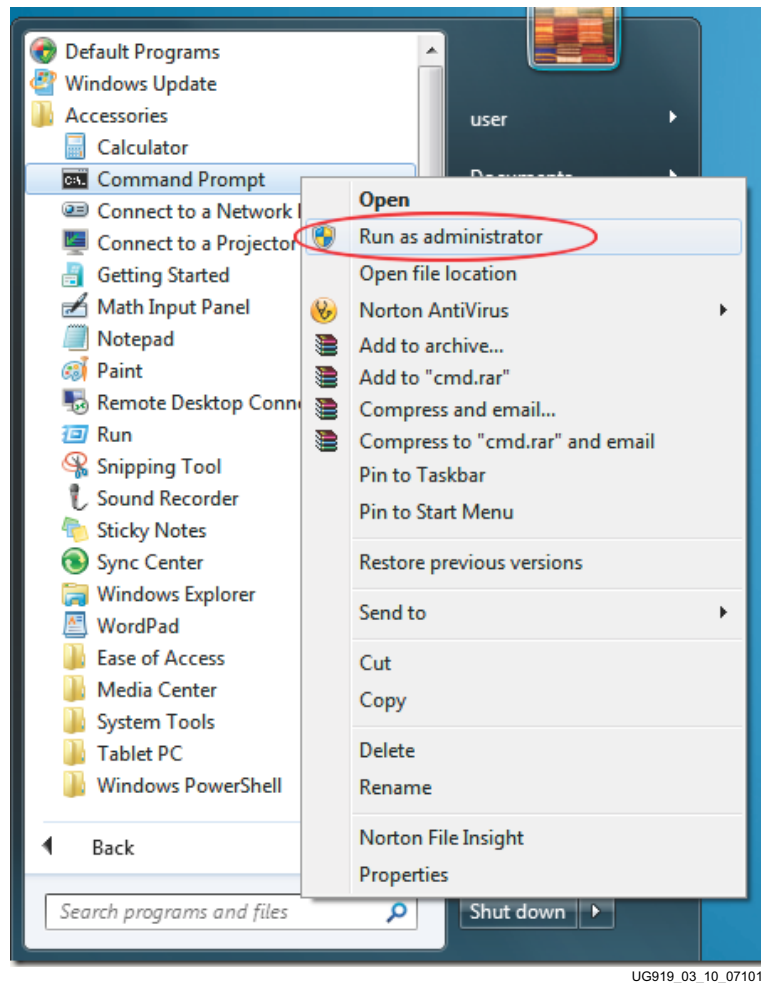 Default Programs
Windows Update
Accessories
Calculator
Command Prompt
Connect to a Network
Connect to a Projector
Getting Started
Math Input Panel
Notepad
Paint
Remote Desktop
Run
Snipping Tool
Sound Recorder
Sticky Notes
Sync Center
Windows Explorer
WordPad
Ease of Access
Media Center
System Tools
Tablet PC
Windows PowerShell
Back
Search programs and files
user
Open
Run as administrator
Open file location
Norton AntiVirus
Add to archive...
Add to "cmd.rar"
Compress and email...
Compress to "cmd.rar" and email
Pin to Taskbar
Pin to Start Menu
Restore previous versions
Send to
Cut
Copy
Delete
Rename
Norton File Insight
Properties
Shut down
UG919_03_10_07101